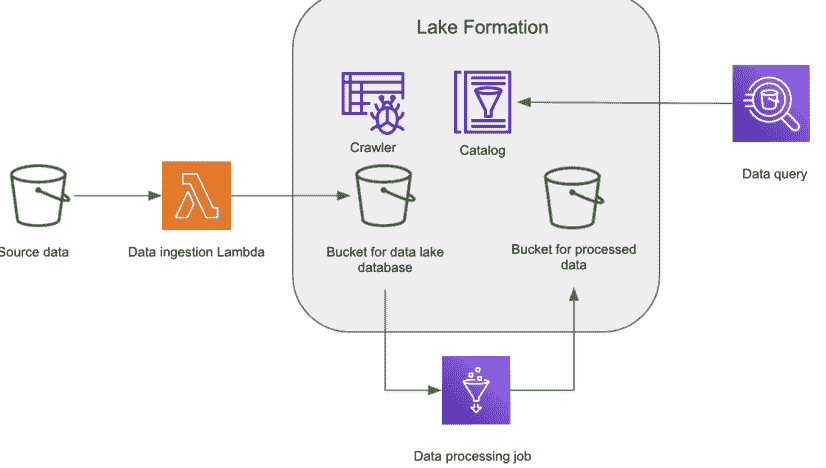 Lake Formation
Crawler
Catalog
Data query
Source data
Data ingestion Lambda
Bucket for data lake
database
Bucket for processed
data
Data processing job